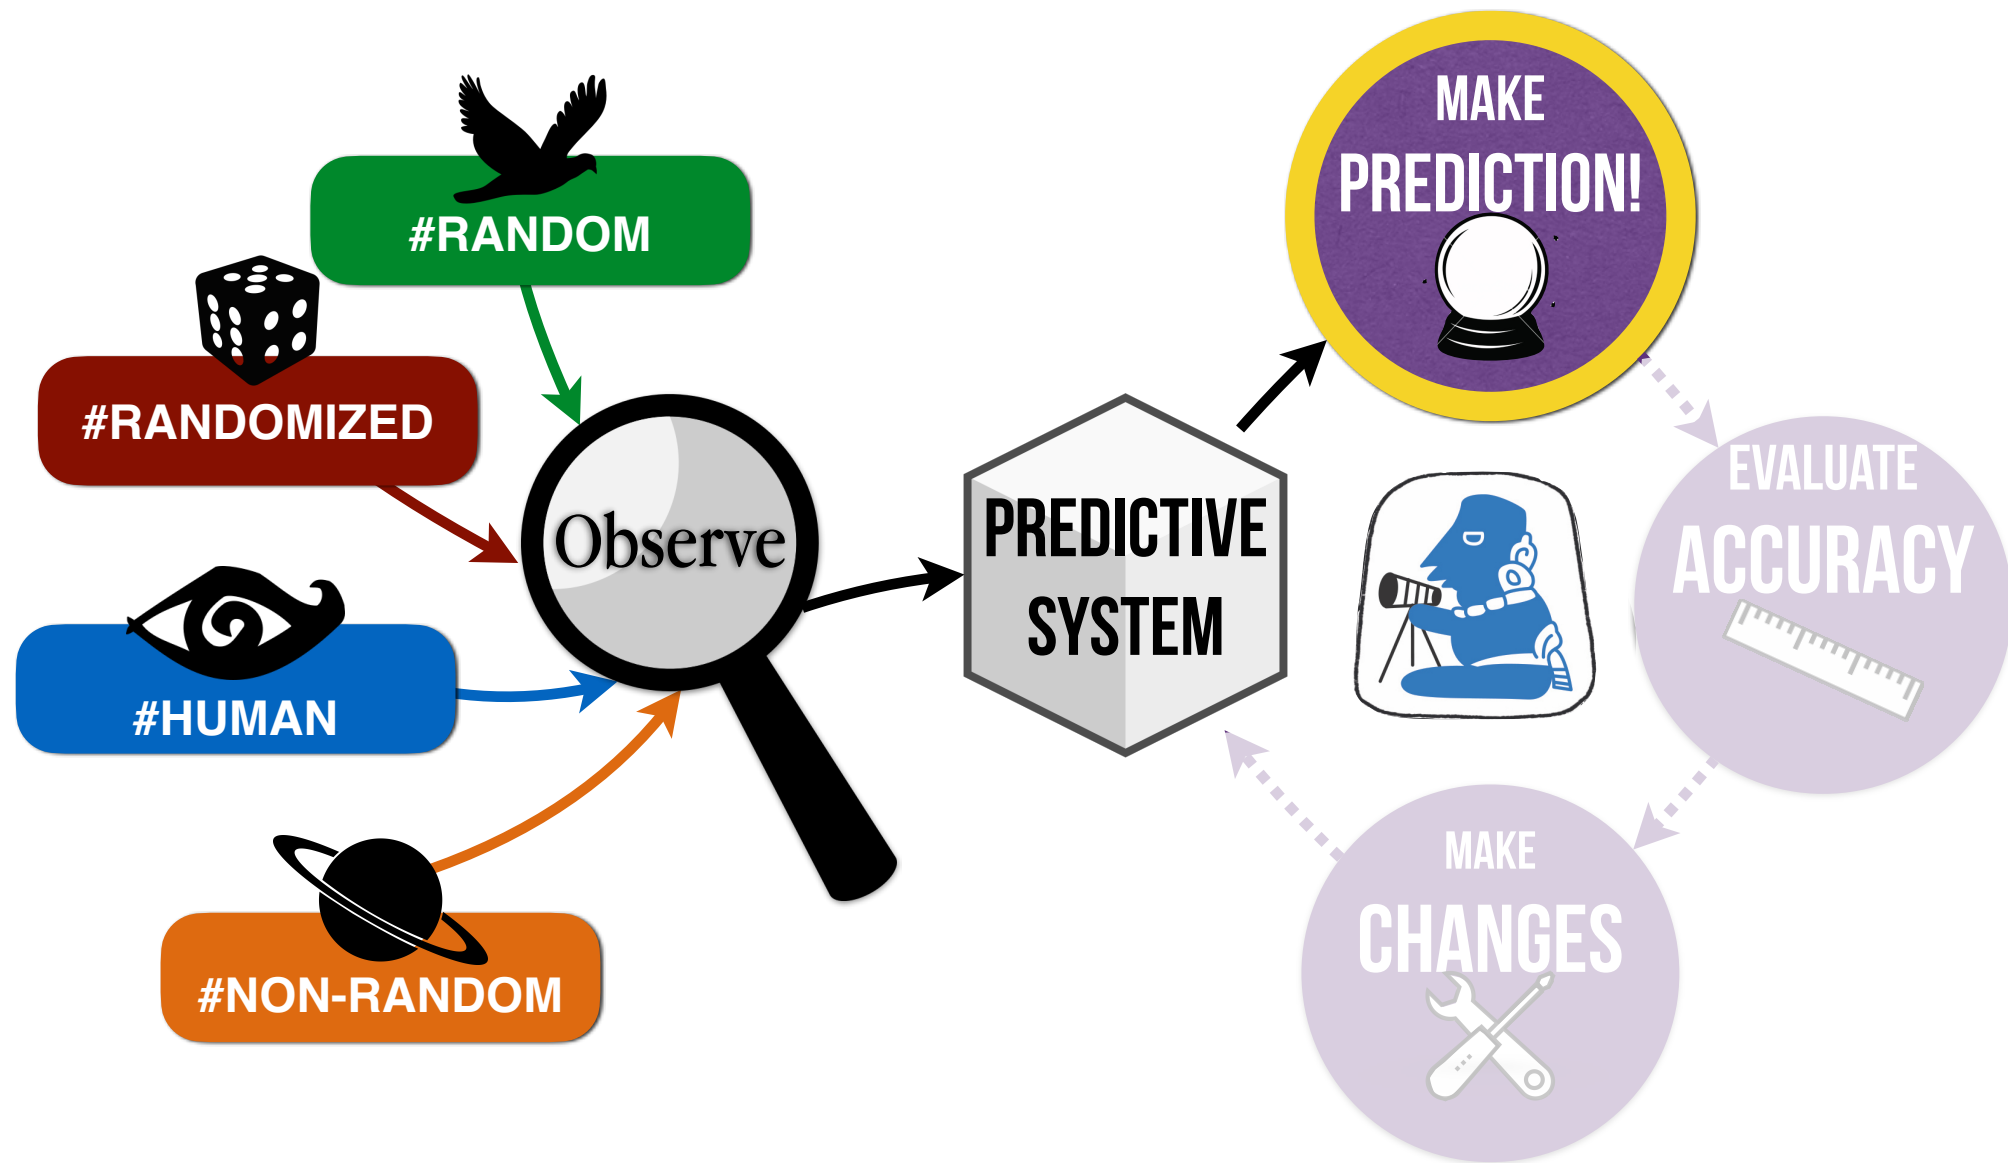 #RANDOM
#RANDOMIZED
#HUMAN
#NON-RANDOM
Observe
PREDICTIVE
SYSTEM
MAKE
PREDICTION!
EVALUATE
ACCURACY
MAKE
CHANGES